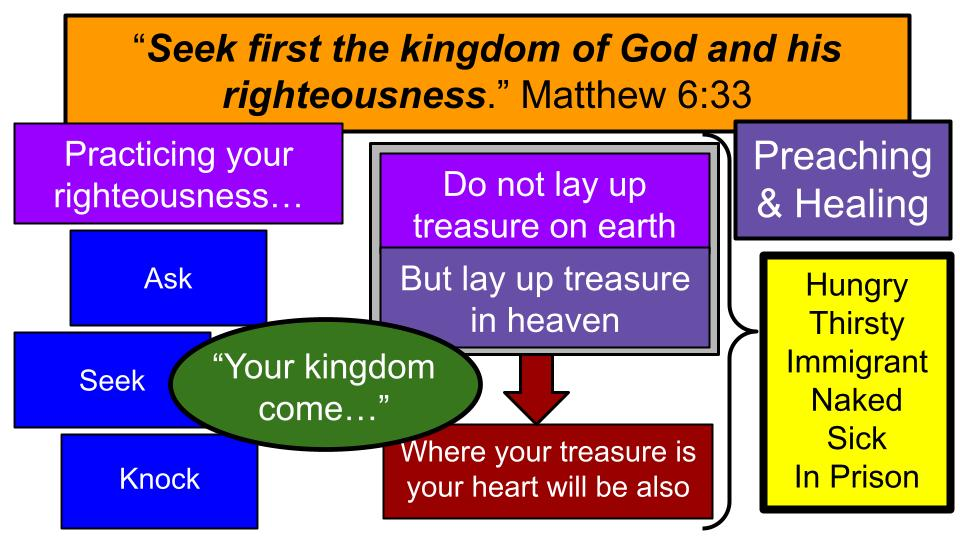 “Seek first the kingdom of God and his
righteousness.” Matthew 6:33
Practicing your
righteousness…
Ask
Seek
Knock
“Your kingdom
come…”
Do not lay up
treasure on earth
But lay up treasure
in heaven
Where your treasure is
your heart will be also
Preaching
& Healing
Hungry
Thirsty
Immigrant
Naked
Sick
In Prison